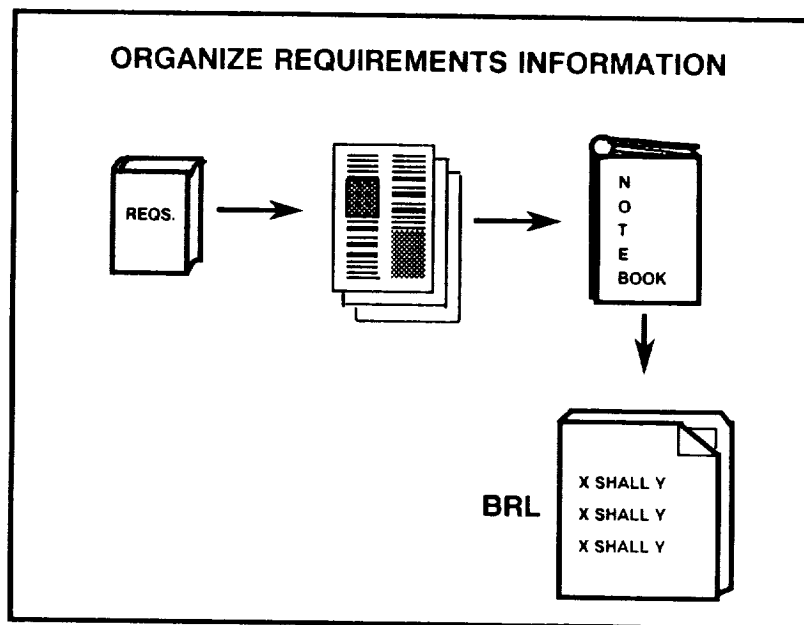 ORGANIZE REQUIREMENTS INFORMATION
REQS.
N
O
T
E
BOOK
BRL
X SHALL Y
X SHALL Y
X SHALL Y